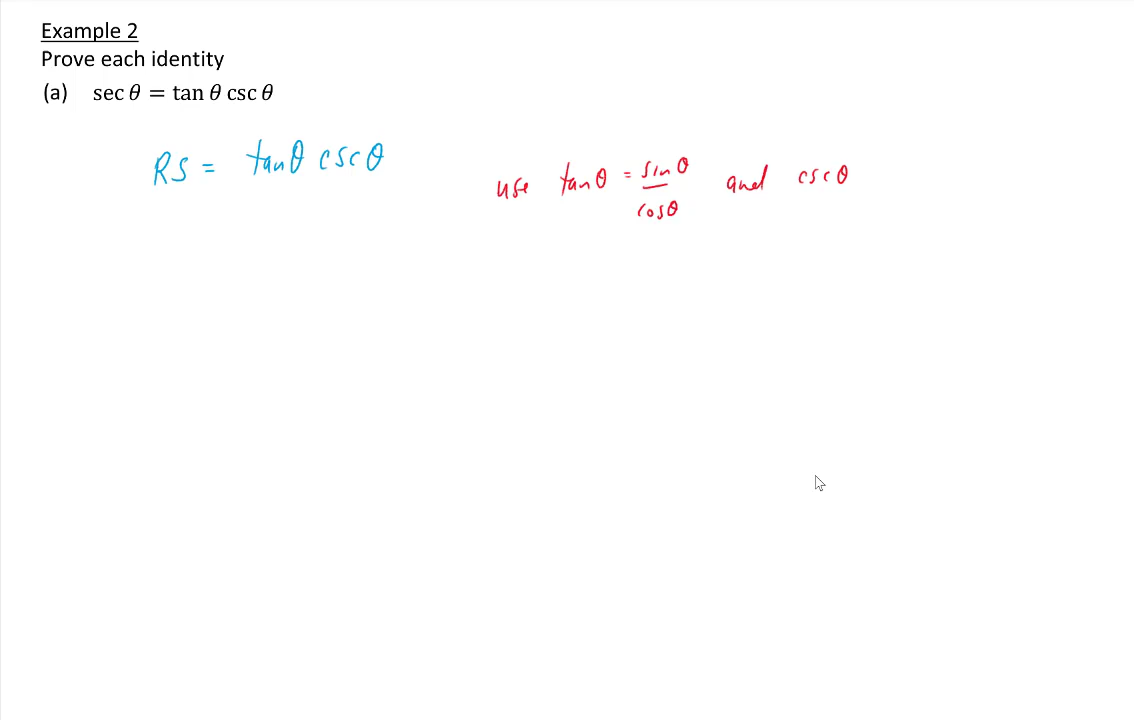 Example 2
Prove each identity
(a) sec θ = tan θ csc θ
RS = tanθ cscθ
use tanθ = sinθ/cosθ and cscθ